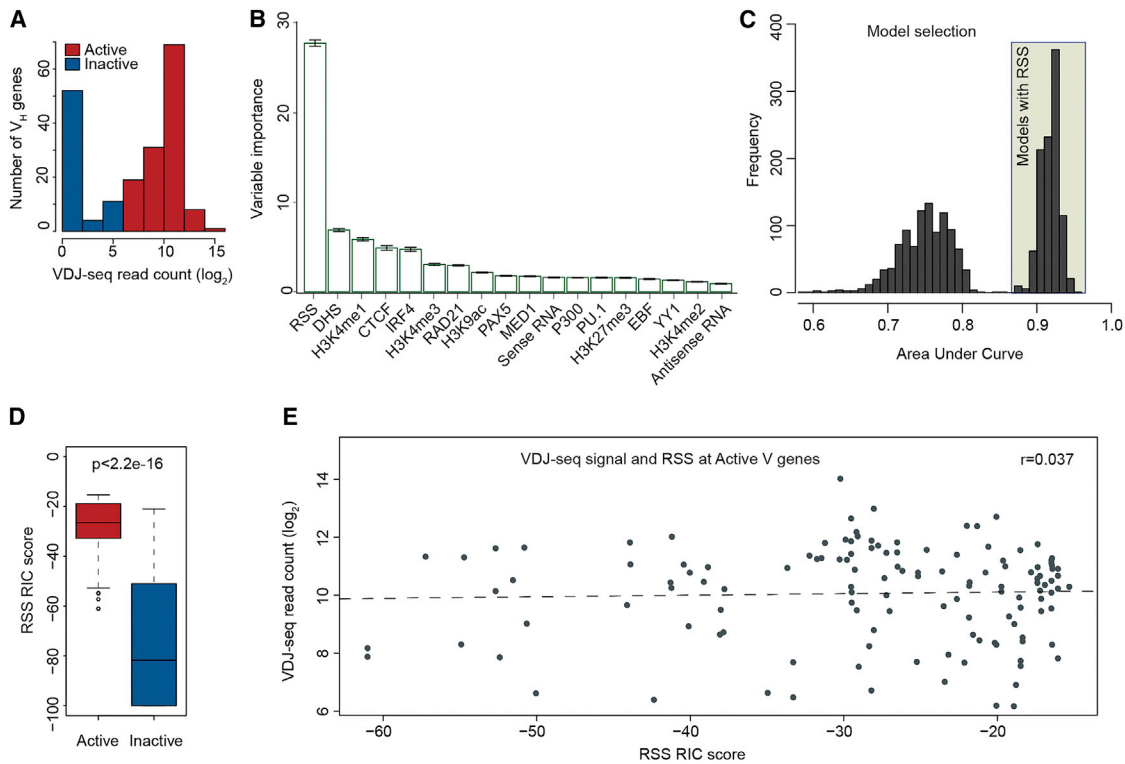 A
Active
Inactive
Number of VH genes
0
20
40
60
0
5
10
15
VDJ-seq read count (log2)
B
Variable importance
0
10
20
30
RSS
DHS
H3K4me1
CTCF
IRF4
H3K4me3
RAD21
H3K9ac
PAX5
MED1
Sense RNA
P300
PU.1
H3K27me3
EBF
YY1
H3K4me2
Antisense RNA
C
Model selection
Models with RSS
Frequency
0
100
200
300
400
0.6
0.7
0.8
0.9
1.0
Area Under Curve
D
p<2.2e-16
RSS RIC score
0
−20
−40
−60
−80
−100
Active
Inactive
E
VDJ-seq signal and RSS at Active V genes
r=0.037
VDJ-seq read count (log2)
14
12
10
8
6
−60
−50
−40
−30
−20
RSS RIC score